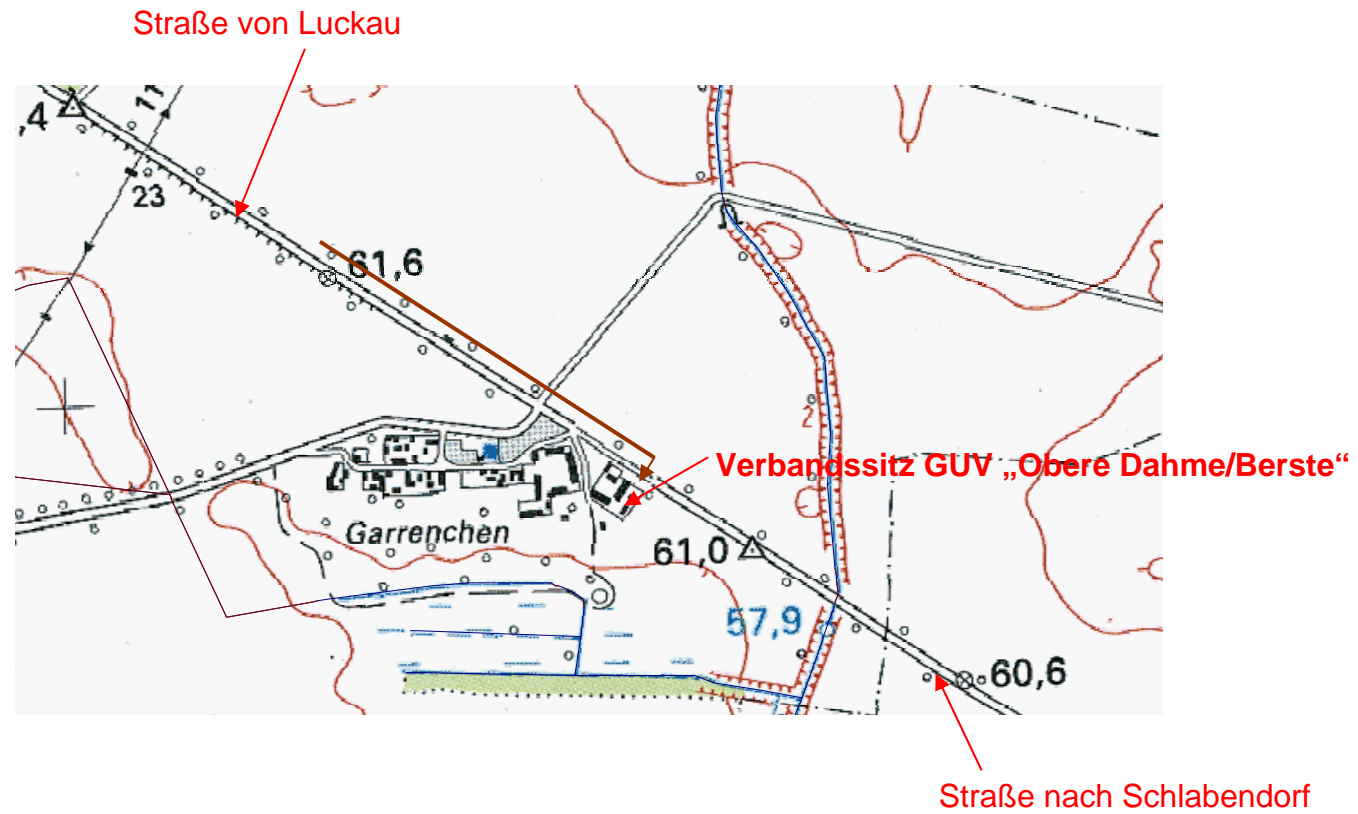 Straße von Luckau
,4
11
23
61,6
2
Verbandssitz GUV „Obere Dahme/Berste“
Garrenchen
61,0
57,9
60,6
Straße nach Schlabendorf